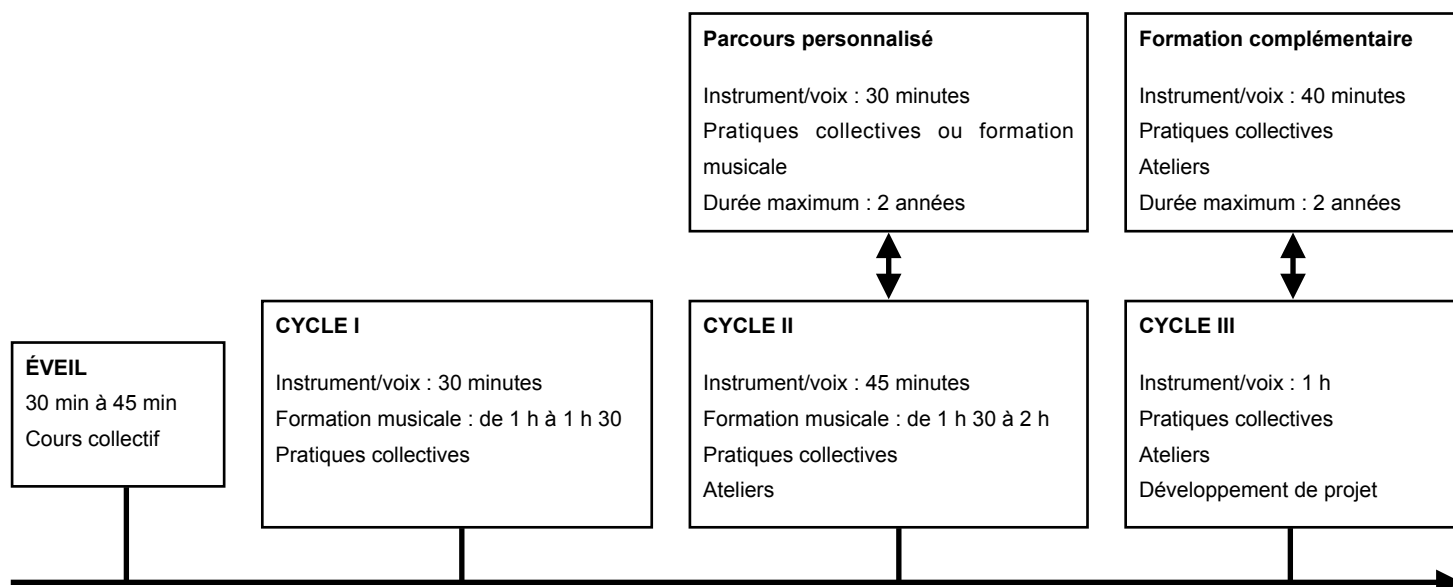 Parcours personnalisé
Instrument/voix : 30 minutes
Pratiques collectives ou formation
musicale
Durée maximum : 2 années
Formation complémentaire
Instrument/voix : 40 minutes
Pratiques collectives
Ateliers
Durée maximum : 2 années
ÉVEIL
30 min à 45 min
Cours collectif
CYCLE I
Instrument/voix : 30 minutes
Formation musicale : de 1 h à 1 h 30
Pratiques collectives
CYCLE II
Instrument/voix : 45 minutes
Formation musicale : de 1 h 30 à 2 h
Pratiques collectives
Ateliers
CYCLE III
Instrument/voix : 1 h
Pratiques collectives
Ateliers
Développement de projet